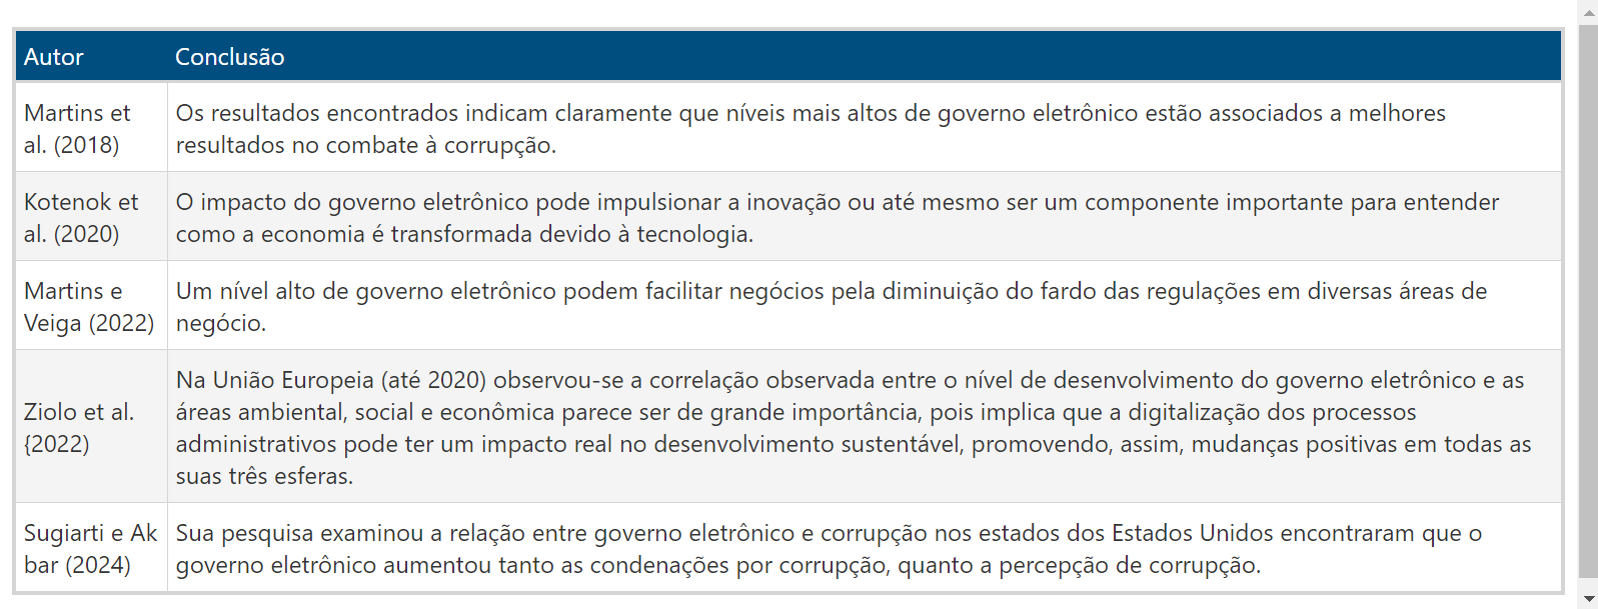 Autor Conclusão
Martins et al. (2018) Os resultados encontrados indicam claramente que níveis mais altos de governo eletrônico estão associados a melhores
resultados no combate à corrupção.
Kotenok et al. (2020) O impacto do governo eletrônico pode impulsionar a inovação ou até mesmo ser um componente importante para entender
como a economia é transformada devido à tecnologia.
Martins e Veiga (2022) Um nível alto de governo eletrônico podem facilitar negócios pela diminuição do fardo das regulações em diversas áreas de
negócio.
Ziolo et al. {2022) Na União Europeia (até 2020) observou-se a correlação observada entre o nível de desenvolvimento do governo eletrônico e as
áreas ambiental, social e econômica parece ser de grande importância, pois implica que a digitalização dos processos
administrativos pode ter um impacto real no desenvolvimento sustentável, promovendo, assim, mudanças positivas em todas as
suas três esferas.
Sugiarti e Ak bar (2024) Sua pesquisa examinou a relação entre governo eletrônico e corrupção nos estados dos Estados Unidos encontraram que o
governo eletrônico aumentou tanto as condenações por corrupção, quanto a percepção de corrupção.